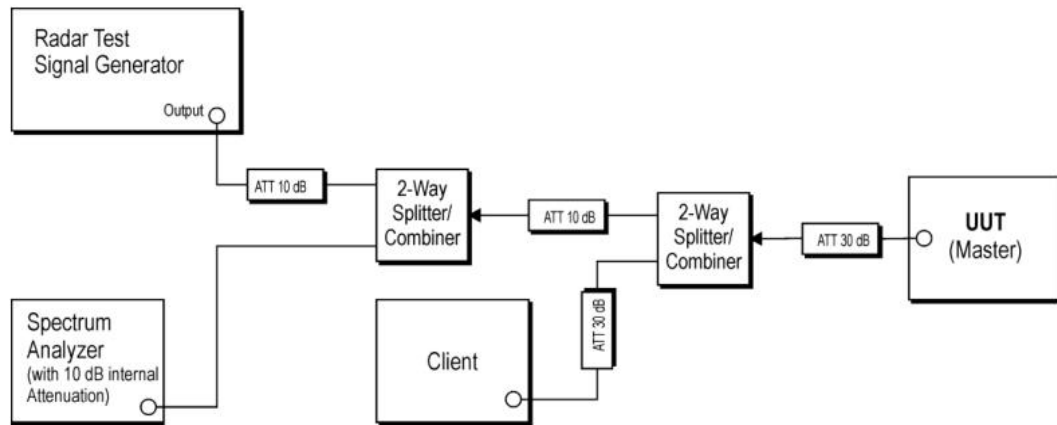 Radar Test
Signal Generator
Output
ATT 10 dB
2-Way
Splitter/
Combiner
ATT 10 dB
2-Way
Splitter/
Combiner
ATT 30 dB
UUT
(Master)
Spectrum
Analyzer
(with 10 dB internal
Attenuation)
Client
ATT 30 dB